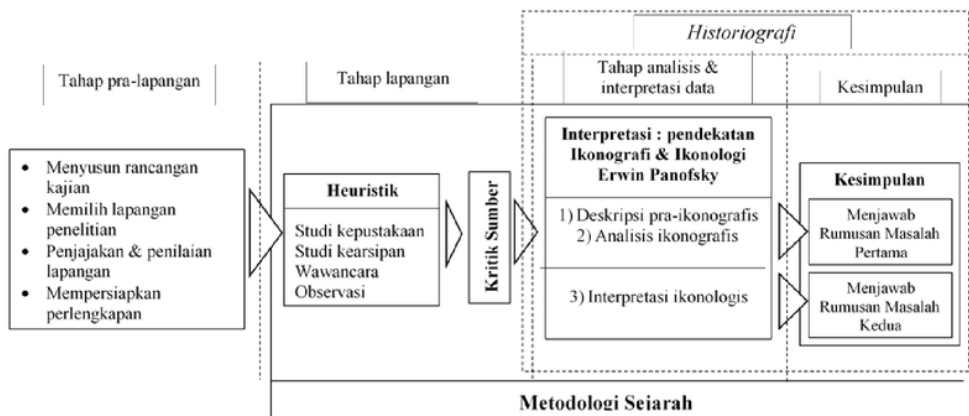 Historiografi
Tahap pra-lapangan
Tahap lapangan
Tahap analisis &
interpretasi data
Kesimpulan
• Menyusun rancangan
kajian
• Memilih lapangan
penelitian
• Penjajakan & penilaian
lapangan
• Mempersiapkan
perlengkapan
Heuristik
Studi kepustakaan
Studi kearsipan
Wawancara
Observasi
Kritik Sumber
Interpretasi : pendekatan
Ikonografi & Ikonologi
Erwin Panofsky
1) Deskripsi pra-ikonografis
2) Analisis ikonografis
3) Interpretasi ikonologis
Kesimpulan
Menjawab
Rumusan Masalah
Pertama
Menjawab
Rumusan Masalah
Kedua
Metodologi Sejarah